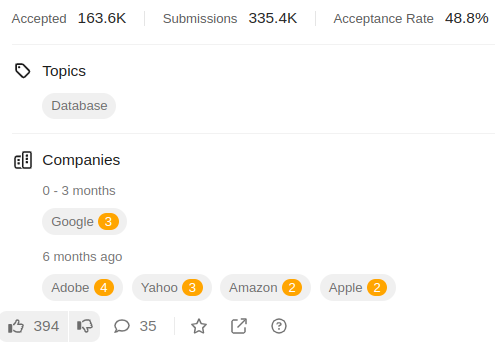 Accepted 163.6K Submissions 335.4K Acceptance Rate 48.8%
Topics
Database
Companies
0 - 3 months
Google 3
6 months ago
Adobe 4 Yahoo 3 Amazon 2 Apple 2
394 35